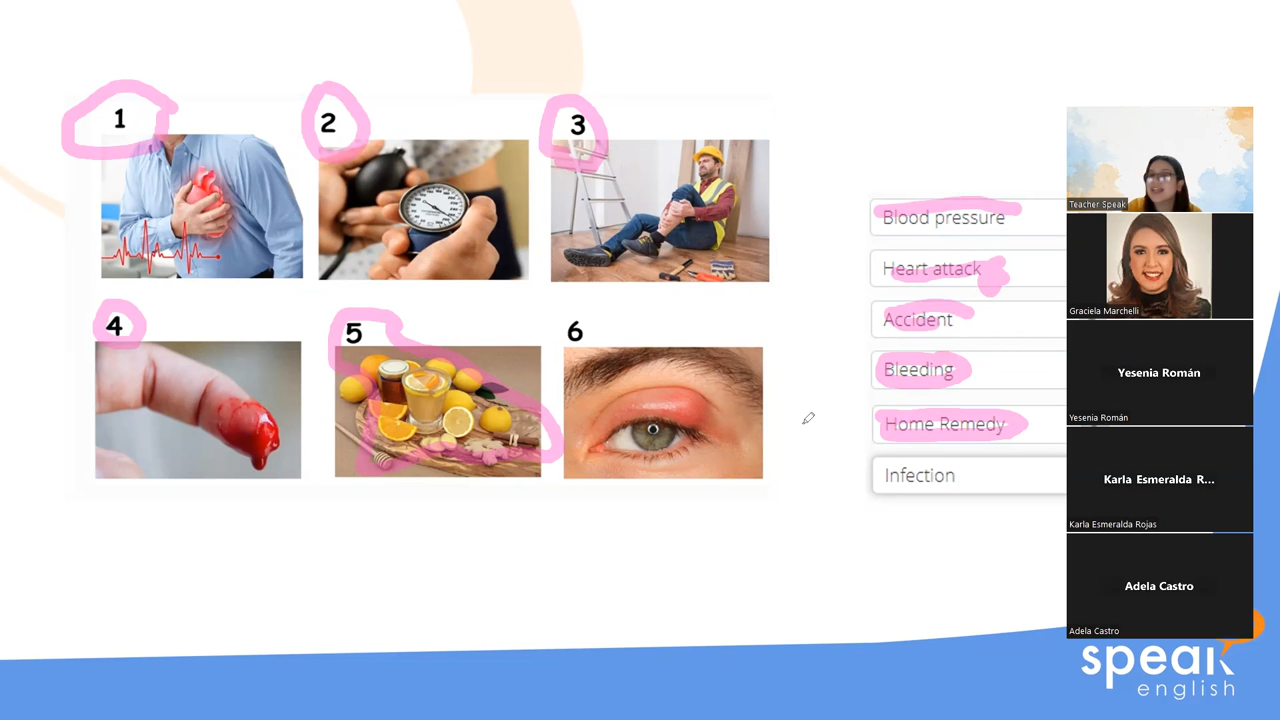 1
2
3
4
5
6
Blood pressure
Heart attack
Accident
Bleeding
Home Remedy
Infection
Teacher Speak
Graciela Marchelli
Yesenia Román
Yesenia Román
Karla Esmeralda R...
Karla Esmeralda Rojas
Adela Castro
Adela Castro
speak
english